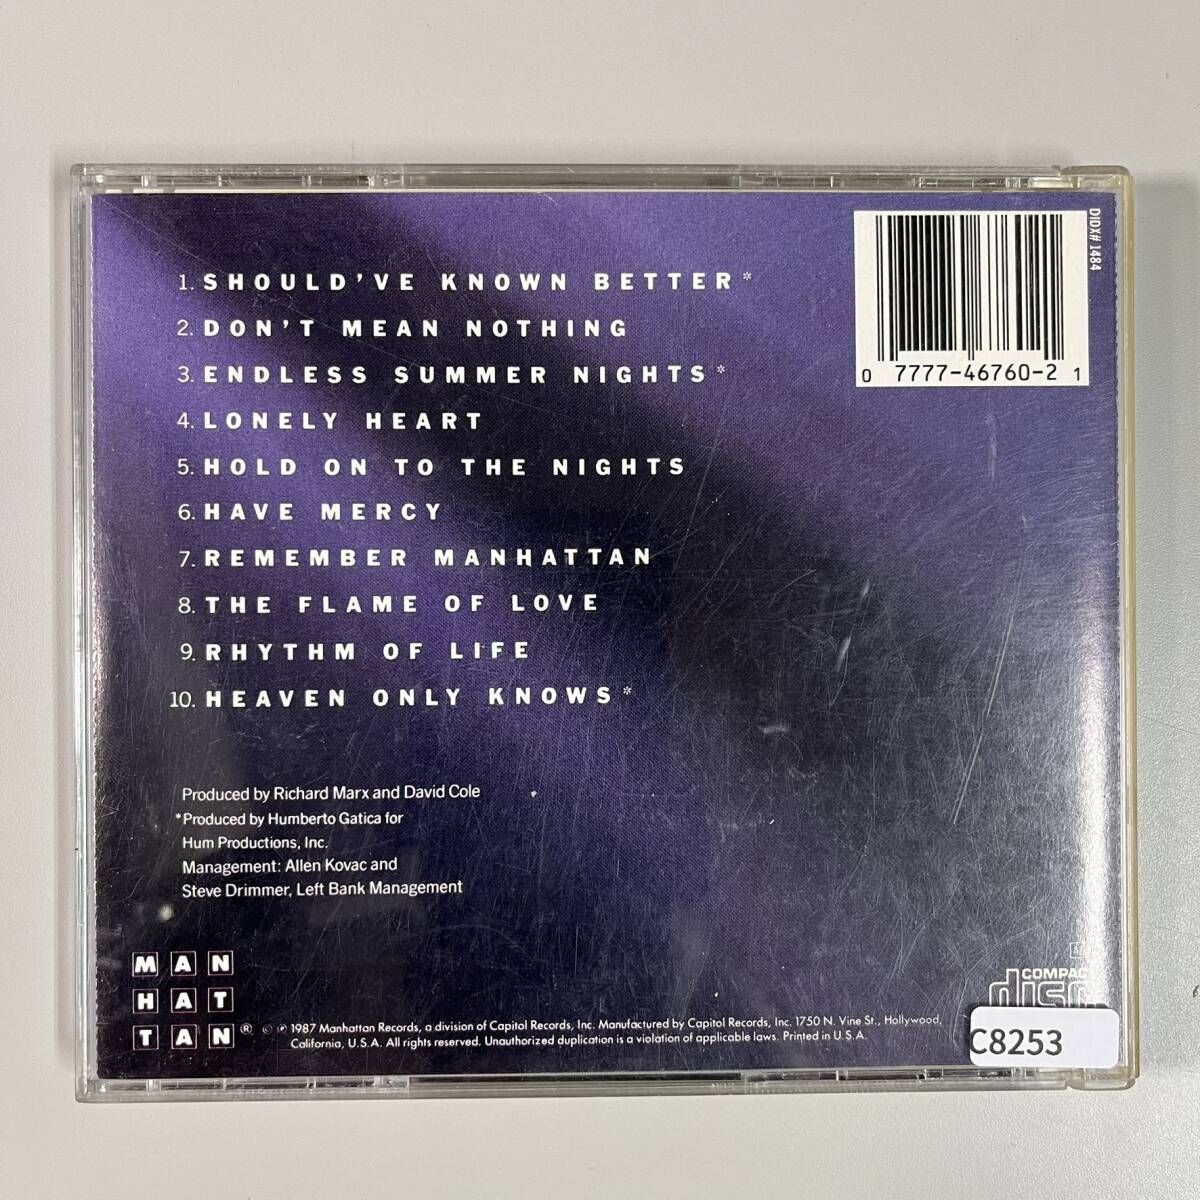 1. SHOULD'VE KNOWN BETTER*
2. DON'T MEAN NOTHING
3. ENDLESS SUMMER NIGHTS*
4. LONELY HEART
5. HOLD ON TO THE NIGHTS
6. HAVE MERCY
7. REMEMBER MANHATTAN
8. THE FLAME OF LOVE
9. RHYTHM OF LIFE
10. HEAVEN ONLY KNOWS*
DIDX# 1484
0 7777-46760-2 1
Produced by Richard Marx and David Cole
*Produced by Humberto Gatica for
Hum Productions, Inc.
Management: Allen Kovac and
Steve Drimmer, Left Bank Management
MAN
HAT
TAN®
© ℗ 1987 Manhattan Records, a division of Capitol Records, Inc. Manufactured by Capitol Records, Inc. 1750 N. Vine St., Hollywood,
California, U.S.A. All rights reserved. Unauthorized duplication is a violation of applicable laws. Printed in U.S.A.
COMPAC
disc
C8253